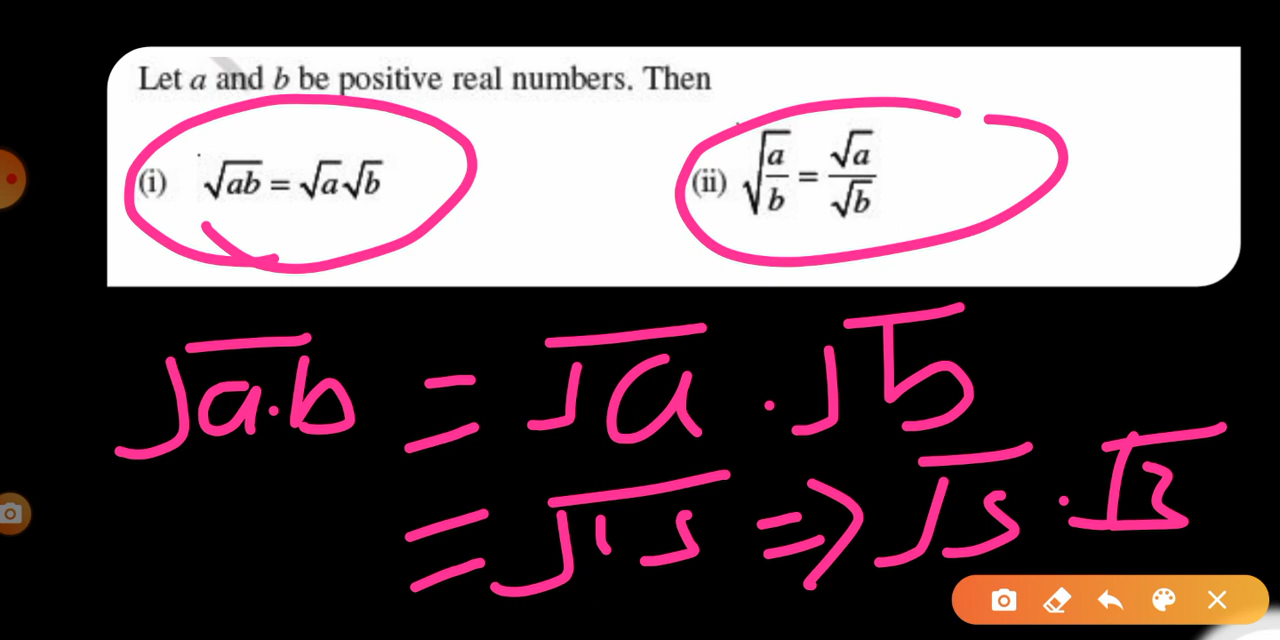 Let a and b be positive real numbers. Then
(i) √ab = √a√b (ii) √(a/b) = √a/√b
√a·b = √a · √b
= √15 => √5 · √3